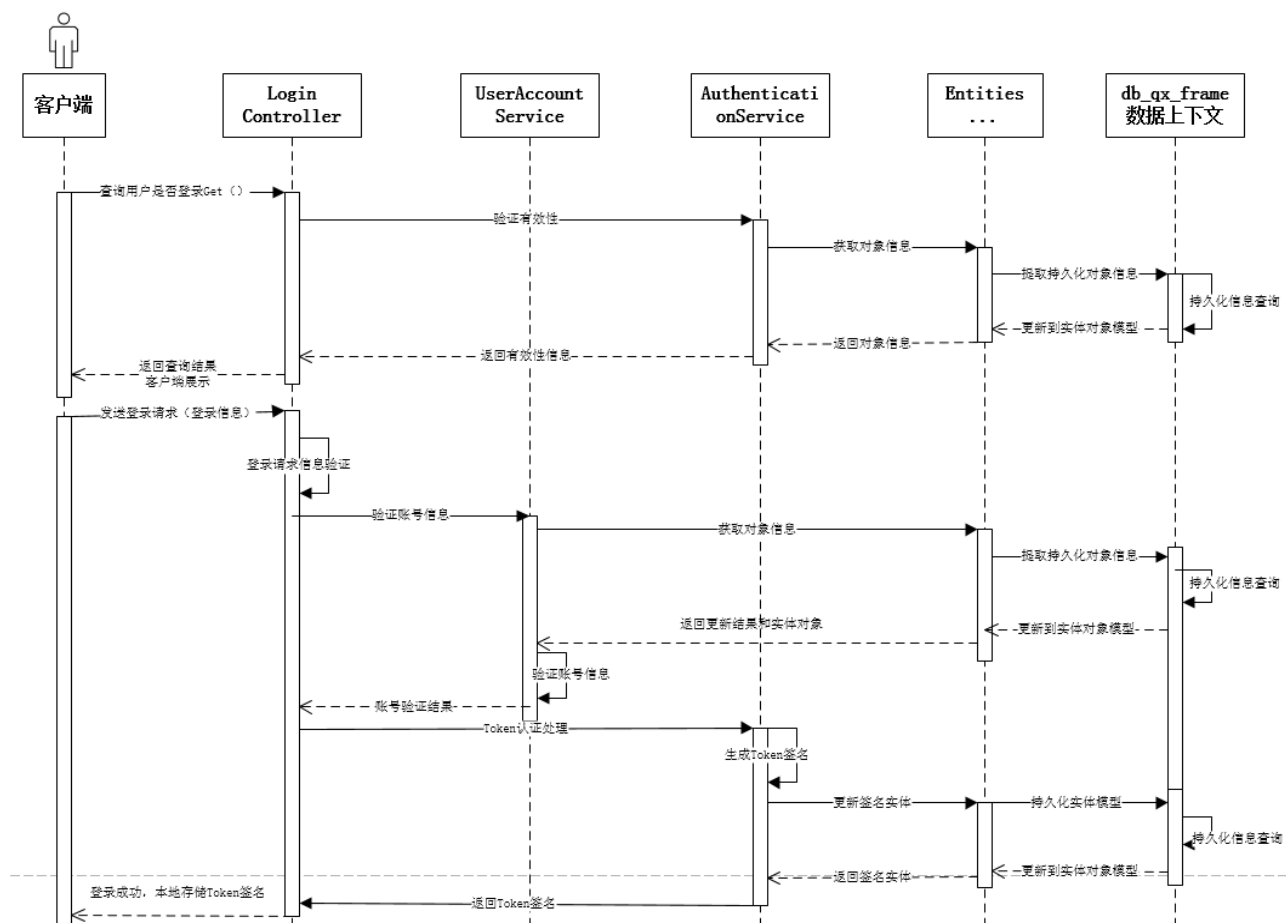 客户端
Login
Controller
UserAccount
Service
Authenticati
onService
Entities
...
db_qx_frame
数据上下文
查询用户是否登录Get（）
验证有效性
获取对象信息
提取持久化对象信息
持久化信息查询
更新到实体对象模型
返回对象信息
返回有效性信息
返回查询结果
客户端展示
发送登录请求（登录信息）
登录请求信息验证
验证账号信息
获取对象信息
提取持久化对象信息
持久化信息查询
返回更新结果和实体对象
更新到实体对象模型
验证账号信息
账号验证结果
Token认证处理
生成Token签名
更新签名实体
持久化实体模型
持久化信息查询
更新到实体对象模型
返回签名实体
登录成功，本地存储Token签名
返回Token签名